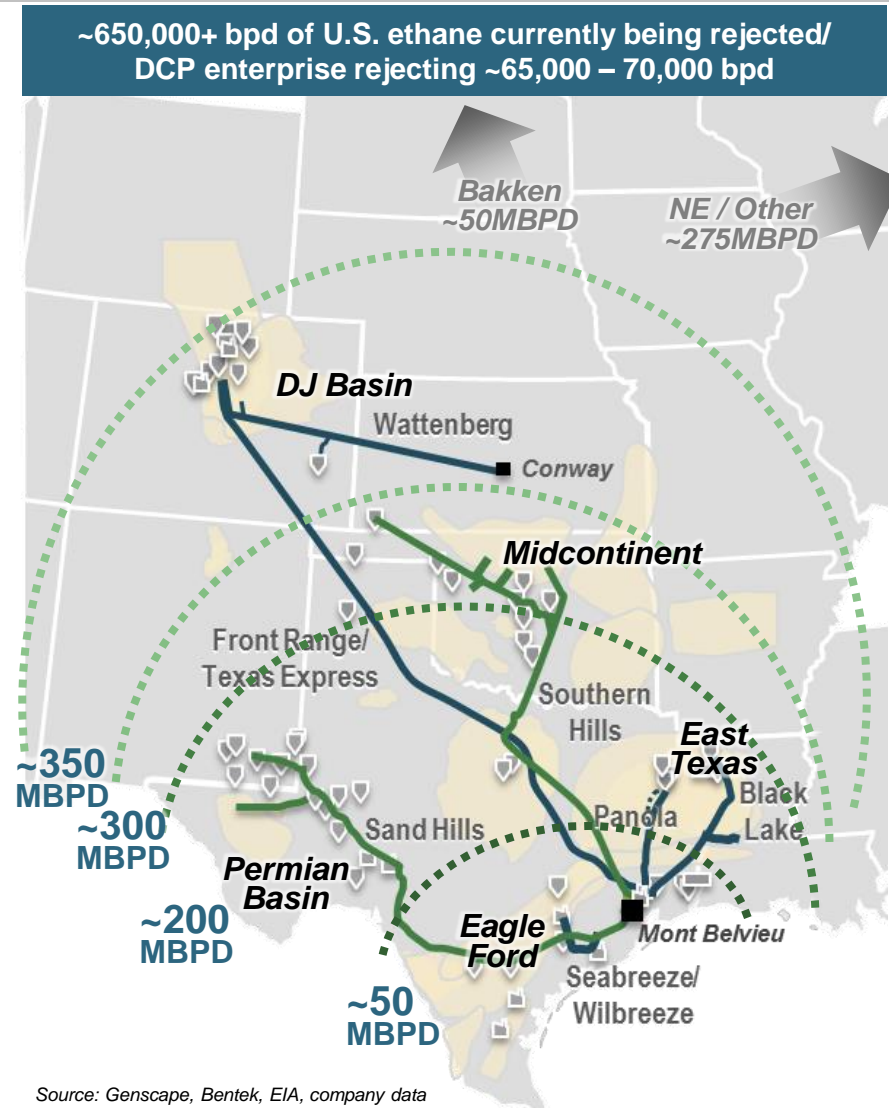 ~650,000+ bpd of U.S. ethane currently being rejected/
DCP enterprise rejecting ~65,000 – 70,000 bpd
Bakken
~50MBPD
NE / Other
~275MBPD
DJ Basin
Wattenberg
Conway
Midcontinent
Front Range/
Texas Express
Southern
Hills
East
Texas
~350
MBPD
Black
Lake
~300
MBPD
Sand Hills
Panola
Permian
Basin
~200
MBPD
Eagle
Ford
Mont Belvieu
Seabreeze/
Wilbreeze
~50
MBPD
Source: Genscape, Bentek, EIA, company data